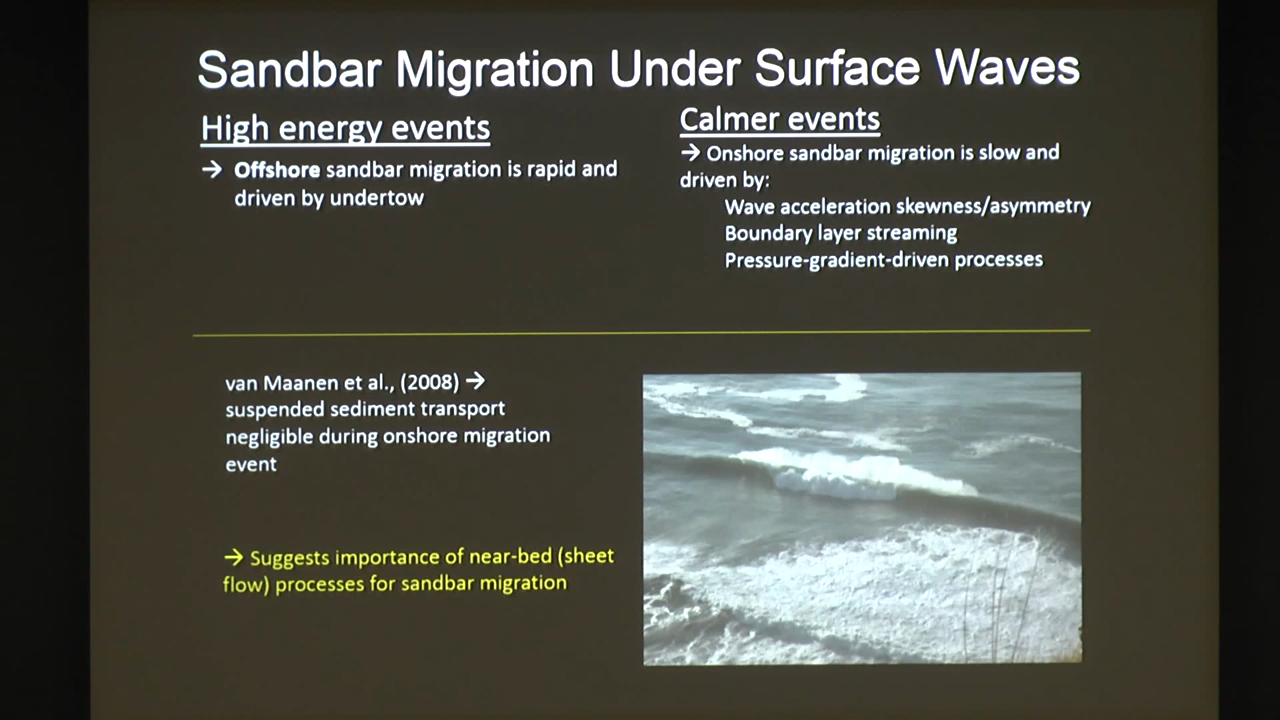 Sandbar Migration Under Surface Waves
High energy events
→ Offshore sandbar migration is rapid and
driven by undertow
Calmer events
→ Onshore sandbar migration is slow and
driven by:
Wave acceleration skewness/asymmetry
Boundary layer streaming
Pressure-gradient-driven processes
van Maanen et al., (2008) →
suspended sediment transport
negligible during onshore migration
event
→ Suggests importance of near-bed (sheet
flow) processes for sandbar migration